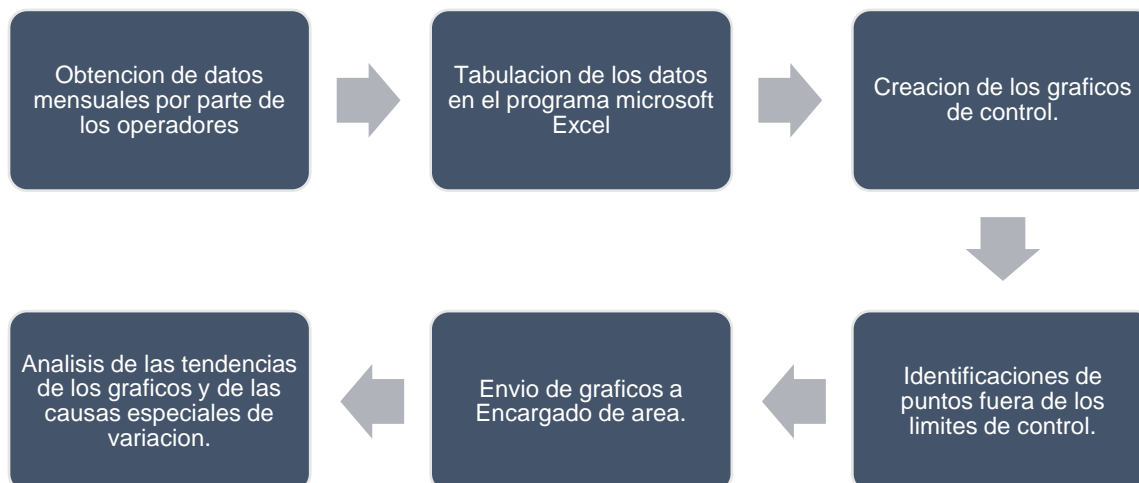 Obtencion de datos
mensuales por parte de
los operadores
Tabulacion de los datos
en el programa microsoft
Excel
Creacion de los graficos
de control.
Identificaciones de
puntos fuera de los
limites de control.
Envio de graficos a
Encargado de area.
Analisis de las tendencias
de los graficos y de las
causas especiales de
variacion.